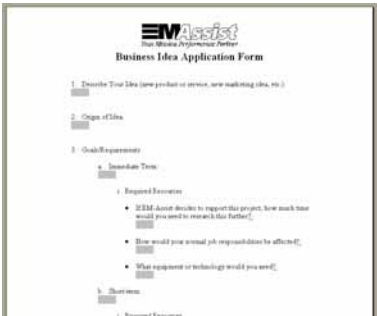 EMAssist
Your Mission Performance Partner
Business Idea Application Form
1. Describe Your Idea (new product or service, new marketing idea, etc.)
2. Origin of Idea
3. Goals/Requirements
a. Immediate Term:
i. Required Resources
• If EM-Assist decides to support this project, how much time
would you need to research this further?
• How would your normal job responsibilities be affected?
• What equipment or technology would you need?
b. Short-term:
i. Required Resources